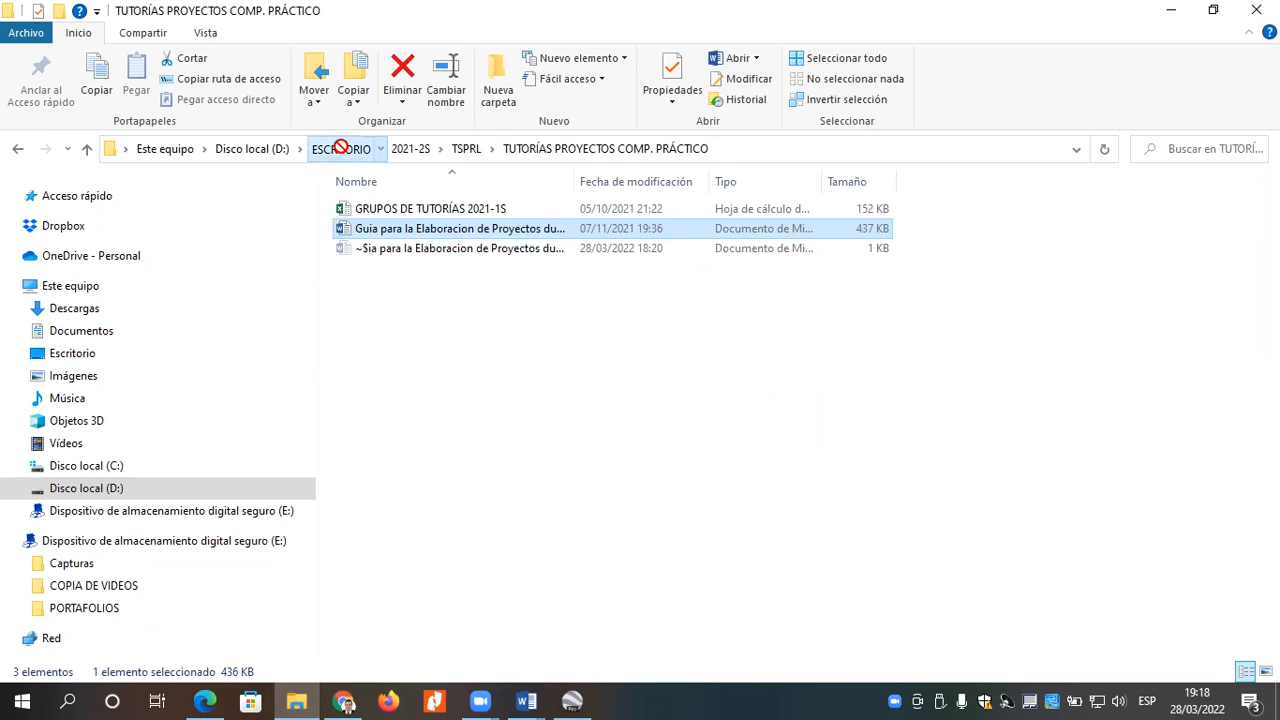 TUTORÍAS PROYECTOS COMP. PRÁCTICO
Archivo Inicio Compartir Vista
Anclar al Acceso rápido
Copiar
Pegar
Cortar
Copiar ruta de acceso
Pegar acceso directo
Portapapeles
Mover a
Copiar a
Eliminar
Cambiar nombre
Organizar
Nueva carpeta
Nuevo elemento
Fácil acceso
Nuevo
Propiedades
Abrir
Modificar
Historial
Abrir
Seleccionar todo
No seleccionar nada
Invertir selección
Seleccionar
Este equipo > Disco local (D:) > ESCRITORIO 2021-2S > TSPRL > TUTORÍAS PROYECTOS COMP. PRÁCTICO
Buscar en TUTORÍ...
Nombre Fecha de modificación Tipo Tamaño
GRUPOS DE TUTORÍAS 2021-1S 05/10/2021 21:22 Hoja de cálculo d... 152 KB
Guia para la Elaboracion de Proyectos du... 07/11/2021 19:36 Documento de Mi... 437 KB
~$ia para la Elaboracion de Proyectos du... 28/03/2022 18:20 Documento de Mi... 1 KB
Acceso rápido
Dropbox
OneDrive - Personal
Este equipo
Descargas
Documentos
Escritorio
Imágenes
Música
Objetos 3D
Vídeos
Disco local (C:)
Disco local (D:)
Dispositivo de almacenamiento digital seguro (E:)
Dispositivo de almacenamiento digital seguro (E:)
Capturas
COPIA DE VIDEOS
PORTAFOLIOS
Red
3 elementos 1 elemento seleccionado 436 KB
ESP
19:18
28/03/2022
3